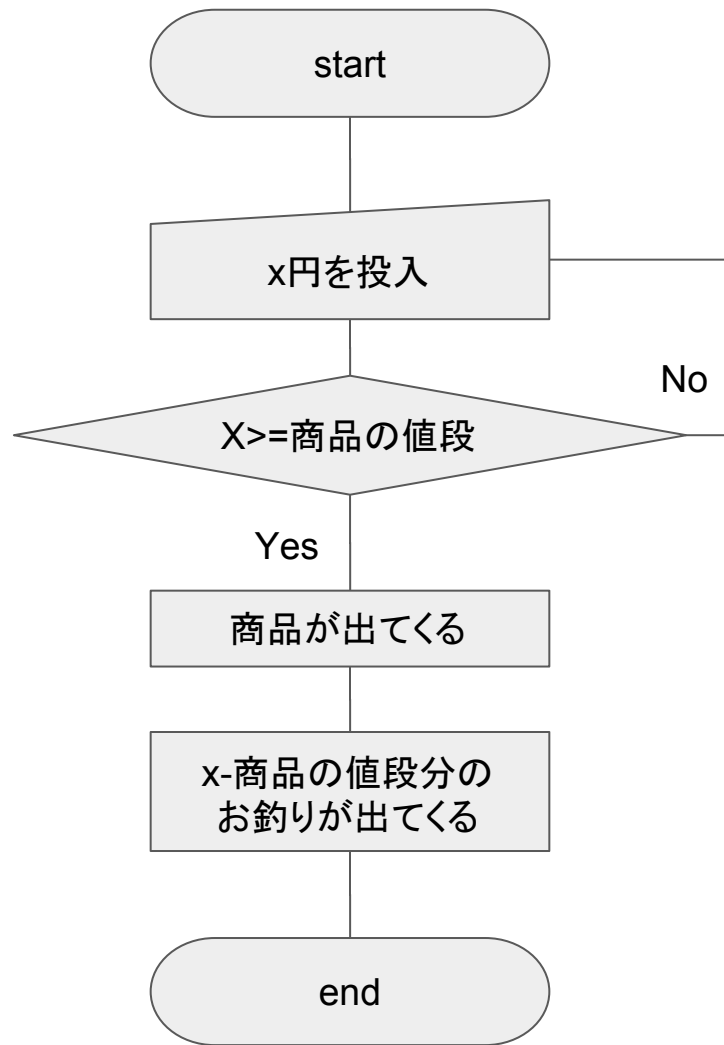 start
x円を投入
No
X>=商品の値段
Yes
商品が出てくる
x-商品の値段分の
お釣りが出てくる
end